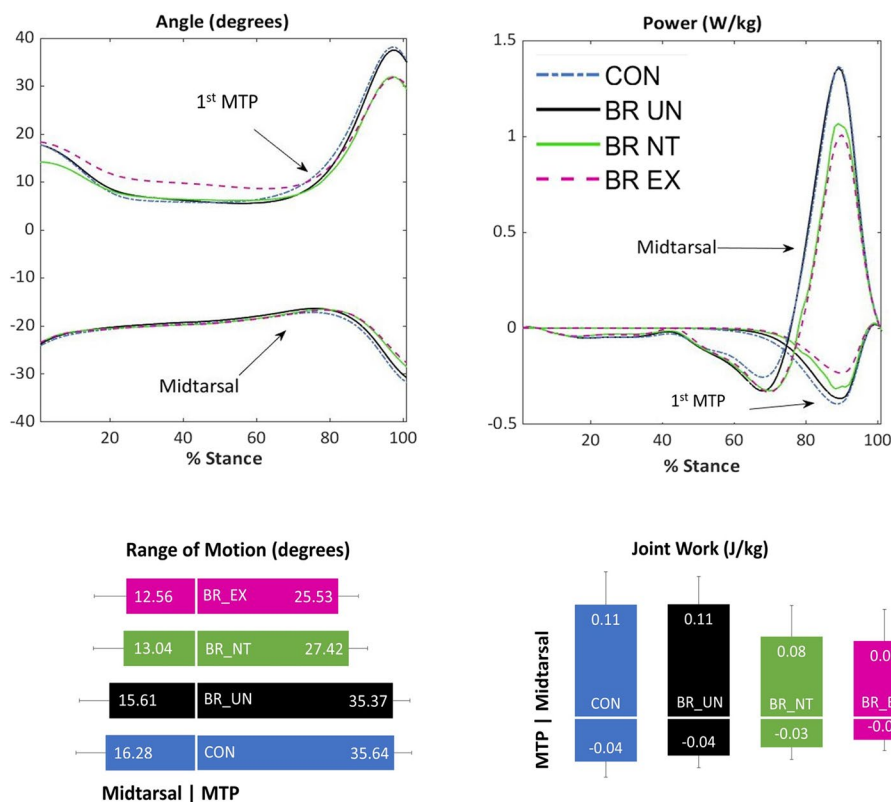 Angle (degrees)
40
30
20
10
0
-10
-20
-30
-40
1st MTP
Midtarsal
20
40
60
80
100
% Stance
Power (W/kg)
1.5
1
0.5
0
-0.5
CON
BR UN
BR NT
BR EX
Midtarsal
1st MTP
20
40
60
80
100
% Stance
Range of Motion (degrees)
12.56 BR_EX 25.53
13.04 BR_NT 27.42
15.61 BR_UN 35.37
16.28 CON 35.64
Midtarsal | MTP
Joint Work (J/kg)
MTP | Midtarsal
0.11 0.11 0.08
CON BR_UN BR_NT
-0.04 -0.04 -0.03